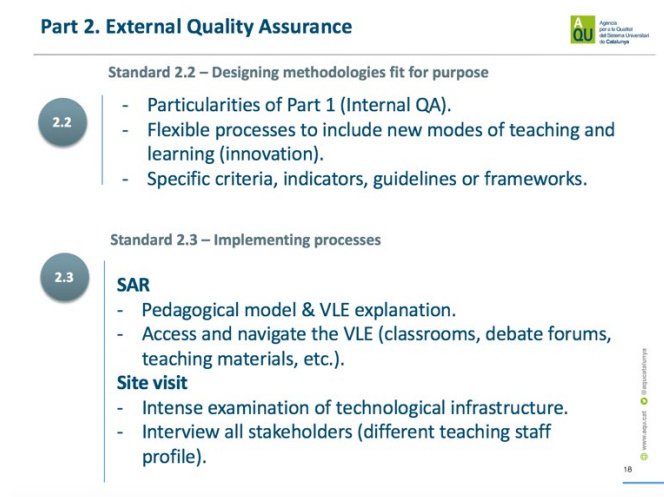 Part 2. External Quality Assurance
AQU
Agència
per a la Qualitat
del Sistema Universitari
de Catalunya
Standard 2.2 – Designing methodologies fit for purpose
2.2
- Particularities of Part 1 (Internal QA).
- Flexible processes to include new modes of teaching and
learning (innovation).
- Specific criteria, indicators, guidelines or frameworks.
Standard 2.3 – Implementing processes
2.3
SAR
- Pedagogical model & VLE explanation.
- Access and navigate the VLE (classrooms, debate forums,
teaching materials, etc.).
Site visit
- Intense examination of technological infrastructure.
- Interview all stakeholders (different teaching staff
profile).
www.aqu.cat @aqucatalunya
18